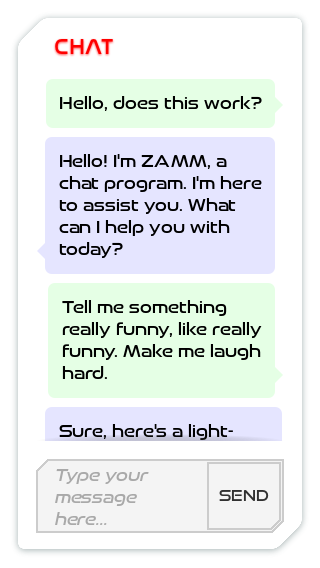 CHAT
Hello, does this work?
Hello! I'm ZAMM, a
chat program. I'm here
to assist you. What
can I help you with
today?
Tell me something
really funny, like really
funny. Make me laugh
hard.
Sure, here's a light-
Type your
message
here...
SEND